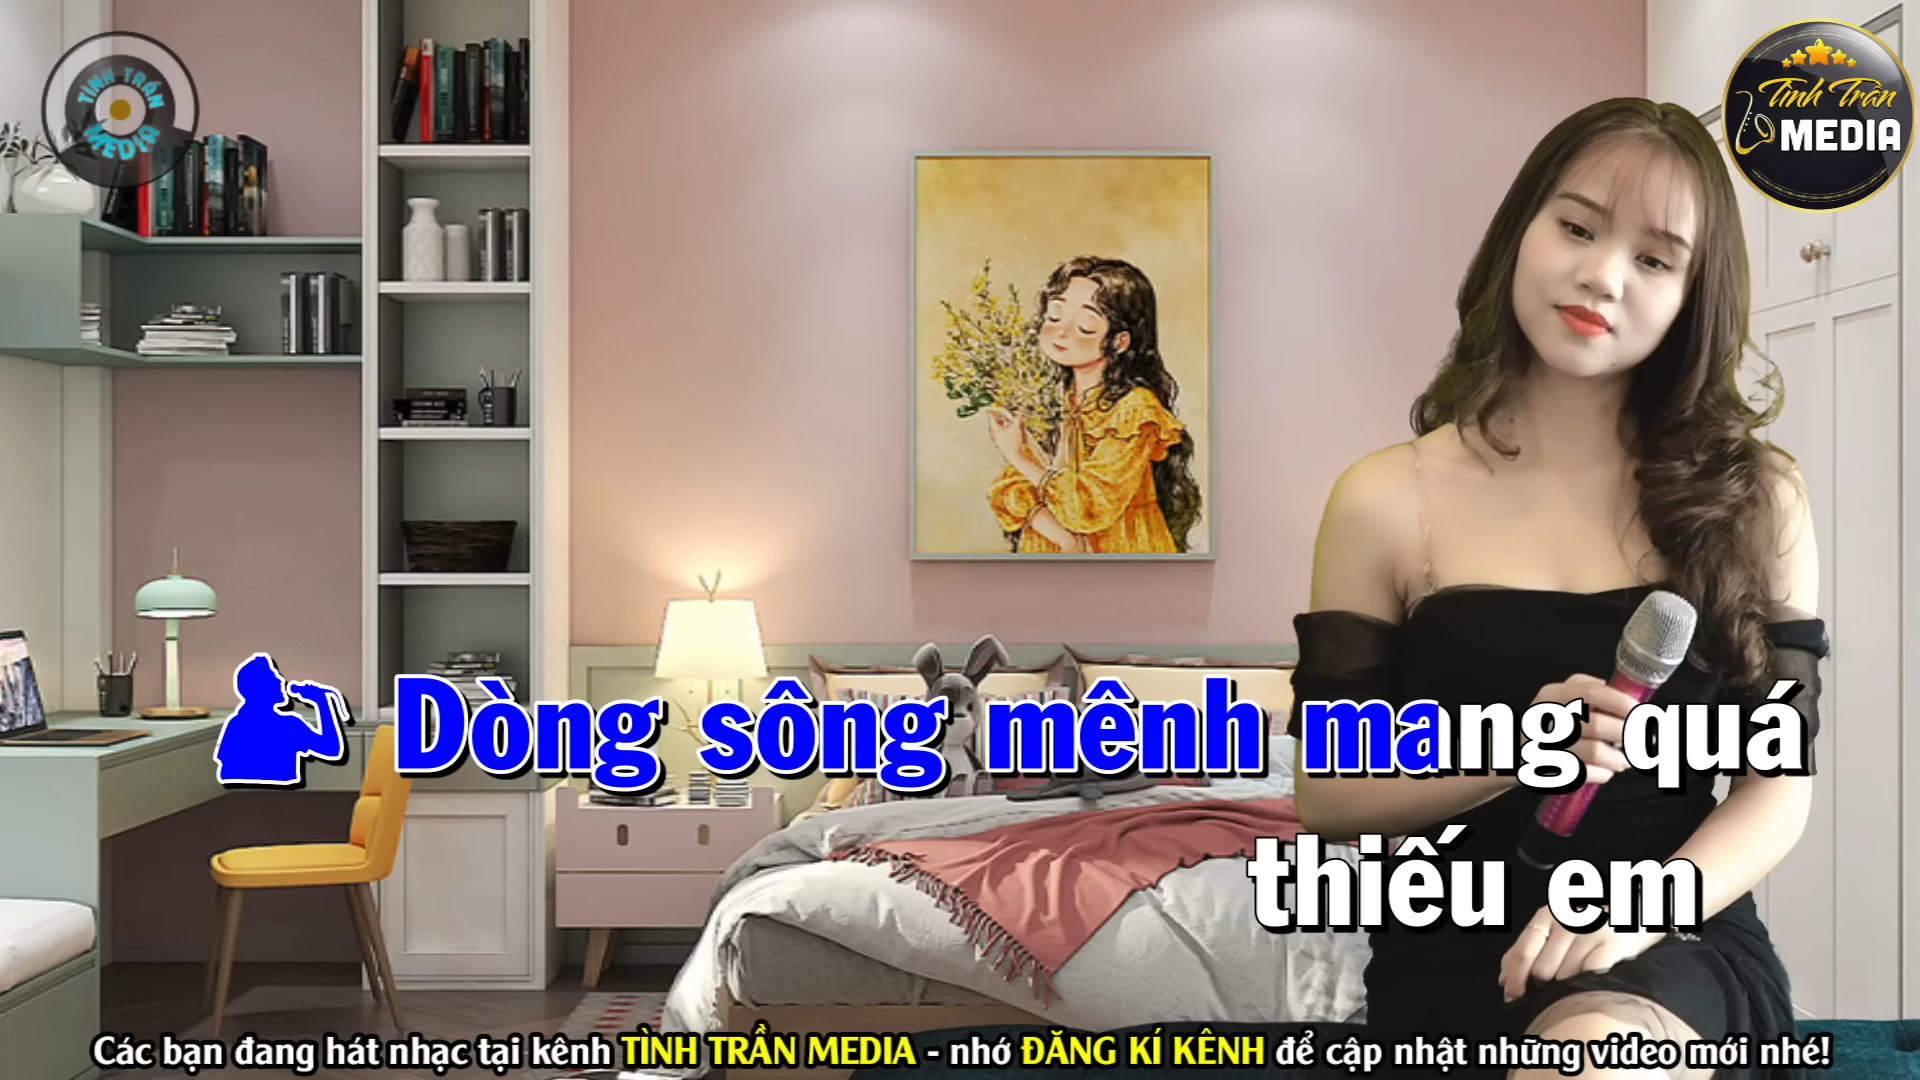 TÌNH TRẦN
MEDIA
Tình Trần
MEDIA
Dòng sông mênh mang quá
thiếu em
Các bạn đang hát nhạc tại kênh TÌNH TRẦN MEDIA - nhớ ĐĂNG KÍ KÊNH để cập nhật những video mới nhé!